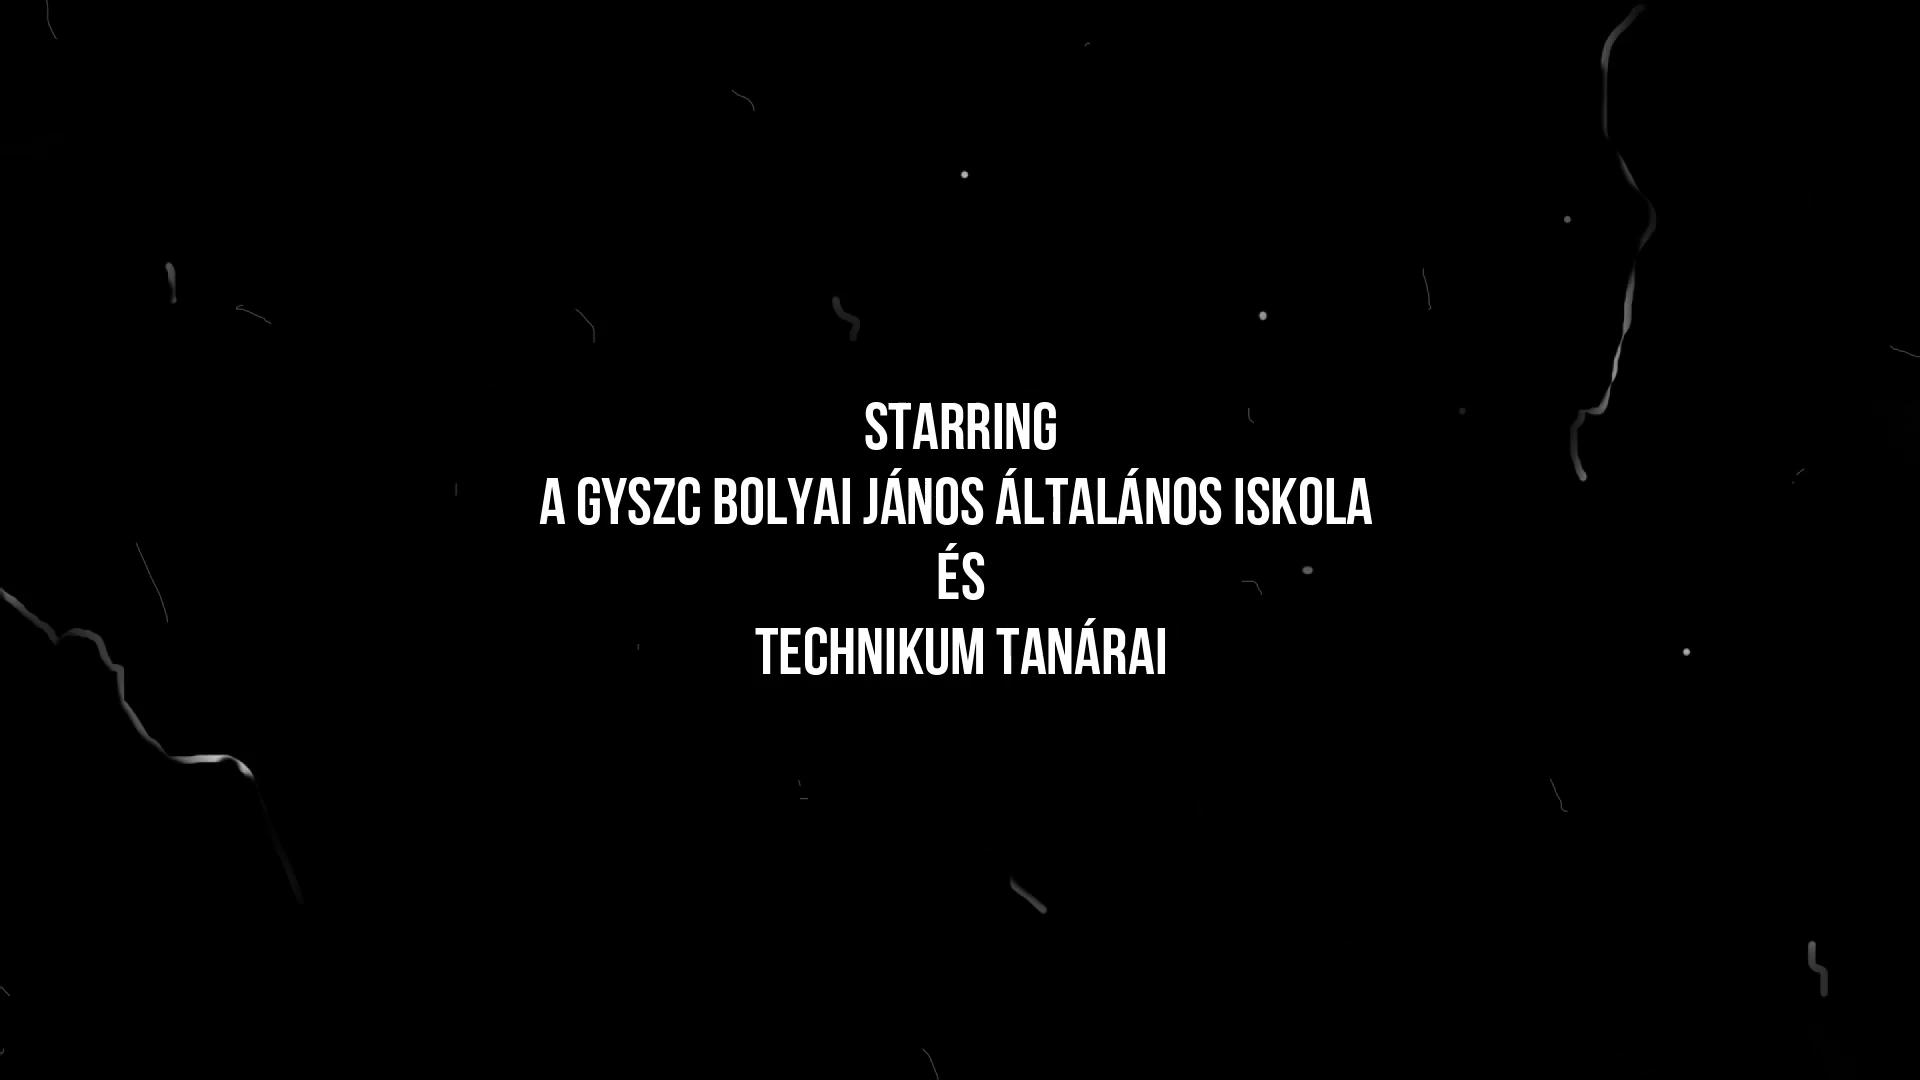 STARRING
A GYSZC BOLYAI JÁNOS ÁLTALÁNOS ISKOLA
ÉS
TECHNIKUM TANÁRAI